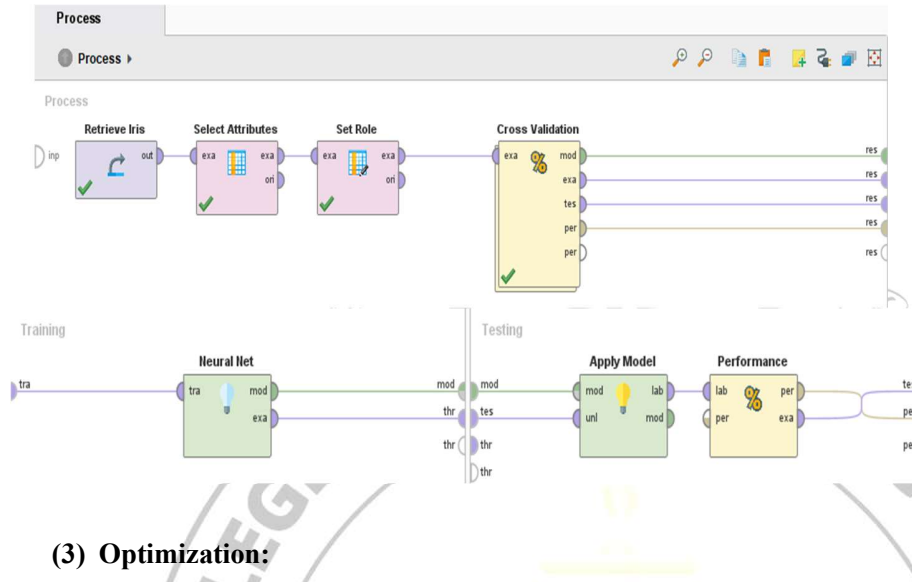 Process
Process
Process
Retrieve Iris Select Attributes Set Role Cross Validation
inp out exa exa exa exa exa mod res
ori ori exa res
tes res
per res
per res
Training Testing
Neural Net Apply Model Performance
tra tra mod mod mod mod lab lab per te
exa thr tes unl mod per exa pe
thr thr pe
thr
LEG
(3) Optimization: